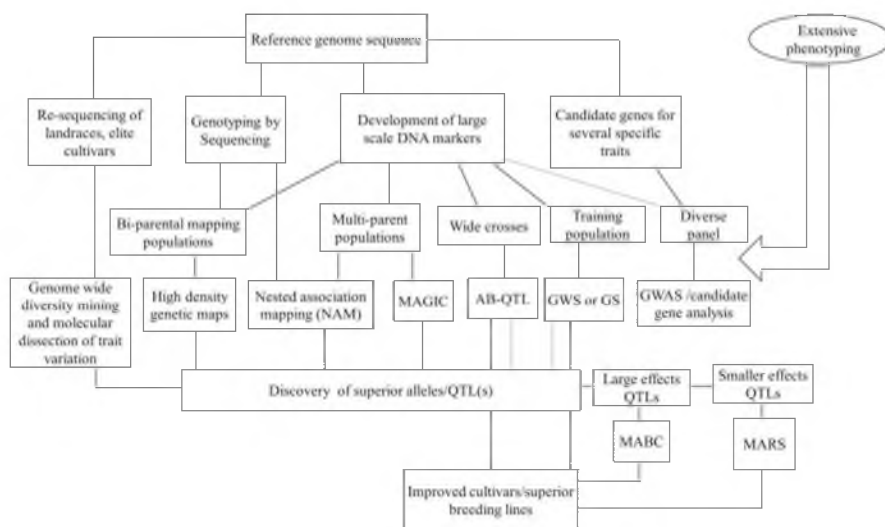 Reference genome sequence
Extensive
phenotyping
Re-sequencing of
landraces, elite
cultivars
Genotyping by
Sequencing
Development of large
scale DNA markers
Candidate genes for
several specific
traits
Bi-parental mapping
populations
Multi-parent
populations
Wide crosses
Training
population
Diverse
panel
Genome wide
diversity mining
and molecular
dissection of trait
variation
High density
genetic maps
Nested association
mapping (NAM)
MAGIC
AB-QTL
GWS or GS
GWAS /candidate
gene analysis
Discovery of superior alleles/QTL(s)
Large effects
QTLs
Smaller effects
QTLs
MABC
MARS
Improved cultivars/superior
breeding lines